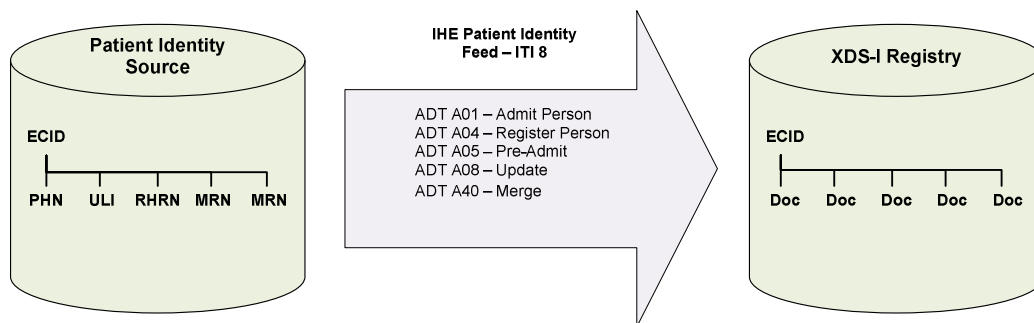 Patient Identity
Source
ECID
PHN ULI RHRN MRN MRN
IHE Patient Identity
Feed – ITI 8
ADT A01 – Admit Person
ADT A04 – Register Person
ADT A05 – Pre-Admit
ADT A08 – Update
ADT A40 – Merge
XDS-I Registry
ECID
Doc Doc Doc Doc Doc